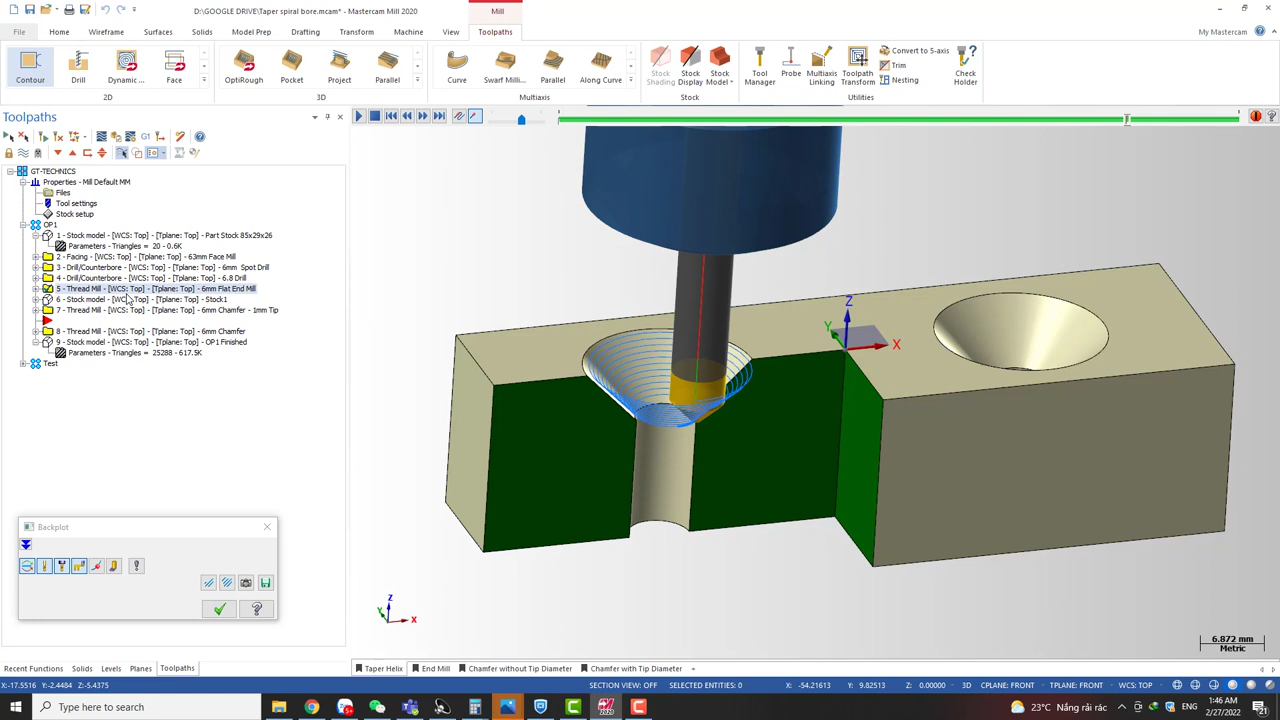 D:\GOOGLE DRIVE\Taper spiral bore.mcam* - Mastercam Mill 2020
Mill
File Home Wireframe Surfaces Solids Model Prep Drafting Transform Machine View Toolpaths My Mastercam
Contour Drill Dynamic ... Face OptiRough Pocket Project Parallel Curve Swarf Milli... Parallel Along Curve Stock Shading Stock Display Stock Model Tool Manager Probe Multiaxis Linking Toolpath Transform Convert to 5-axis Trim Nesting Check Holder
2D 3D Multiaxis Stock Utilities
Toolpaths
G1
GT-TECHNICS
Properties - Mill Default MM
Files
Tool settings
Stock setup
OP1
1 - Stock model - [WCS: Top] - [Tplane: Top] - Part Stock 85x29x26
Parameters - Triangles = 20 - 0.6K
2 - Facing - [WCS: Top] - [Tplane: Top] - 63mm Face Mill
3 - Drill/Counterbore - [WCS: Top] - [Tplane: Top] - 6mm Spot Drill
4 - Drill/Counterbore - [WCS: Top] - [Tplane: Top] - 6.8 Drill
5 - Thread Mill - [WCS: Top] - [Tplane: Top] - 6mm Flat End Mill
6 - Stock model - [WCS: Top] - [Tplane: Top] - Stock1
7 - Thread Mill - [WCS: Top] - [Tplane: Top] - 6mm Chamfer - 1mm Tip
8 - Thread Mill - [WCS: Top] - [Tplane: Top] - 6mm Chamfer
9 - Stock model - [WCS: Top] - [Tplane: Top] - OP1 Finished
Parameters - Triangles = 25288 - 617.5K
Test
Z
Y
X
Backplot
Z
Y
X
6.872 mm
Metric
Recent Functions Solids Levels Planes Toolpaths Taper Helix End Mill Chamfer without Tip Diameter Chamfer with Tip Diameter
X-17.5516 Y-2.4484 Z-5.4375 SECTION VIEW: OFF SELECTED ENTITIES: 0 X: -54.21613 Y: 9.82513 Z: 0.00000 3D CPLANE: FRONT TPLANE: FRONT WCS: TOP
Type here to search
23°C Nắng rải rác
1:46 AM
2/27/2022